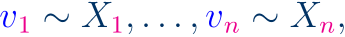 v₁ ∼ X₁, . . . , vₙ ∼ Xₙ,